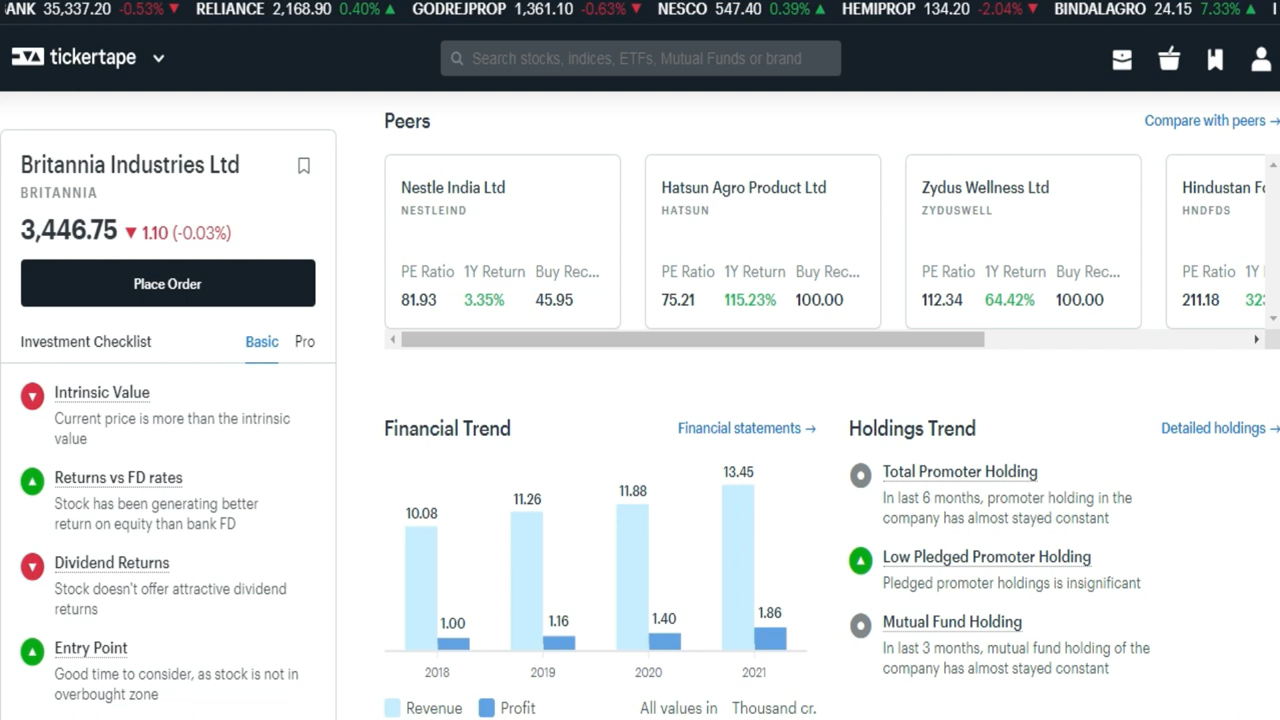 ANK 35,337.20 -0.53% ▼ RELIANCE 2,168.90 0.40% ▲ GODREJPROP 1,361.10 -0.63% ▼ NESCO 547.40 0.39% ▲ HEMIPROP 134.20 -2.04% ▼ BINDALAGRO 24.15 7.33% ▲
tickertape
Search stocks, indices, ETFs, Mutual Funds or brand
Britannia Industries Ltd
BRITANNIA
3,446.75 ▼ 1.10 (-0.03%)
Place Order
Investment Checklist Basic Pro
Intrinsic Value
Current price is more than the intrinsic
value
Returns vs FD rates
Stock has been generating better
return on equity than bank FD
Dividend Returns
Stock doesn't offer attractive dividend
returns
Entry Point
Good time to consider, as stock is not in
overbought zone
Peers
Compare with peers →
Nestle India Ltd
NESTLEIND
PE Ratio 1Y Return Buy Rec...
81.93 3.35% 45.95
Hatsun Agro Product Ltd
HATSUN
PE Ratio 1Y Return Buy Rec...
75.21 115.23% 100.00
Zydus Wellness Ltd
ZYDUSWELL
PE Ratio 1Y Return Buy Rec...
112.34 64.42% 100.00
Hindustan Fo
HNDFDS
PE Ratio 1Y
211.18 323
Financial Trend
Financial statements →
10.08 11.26 11.88 13.45
1.00 1.16 1.40 1.86
2018 2019 2020 2021
Revenue Profit All values in Thousand cr.
Holdings Trend
Detailed holdings →
Total Promoter Holding
In last 6 months, promoter holding in the
company has almost stayed constant
Low Pledged Promoter Holding
Pledged promoter holdings is insignificant
Mutual Fund Holding
In last 3 months, mutual fund holding of the
company has almost stayed constant